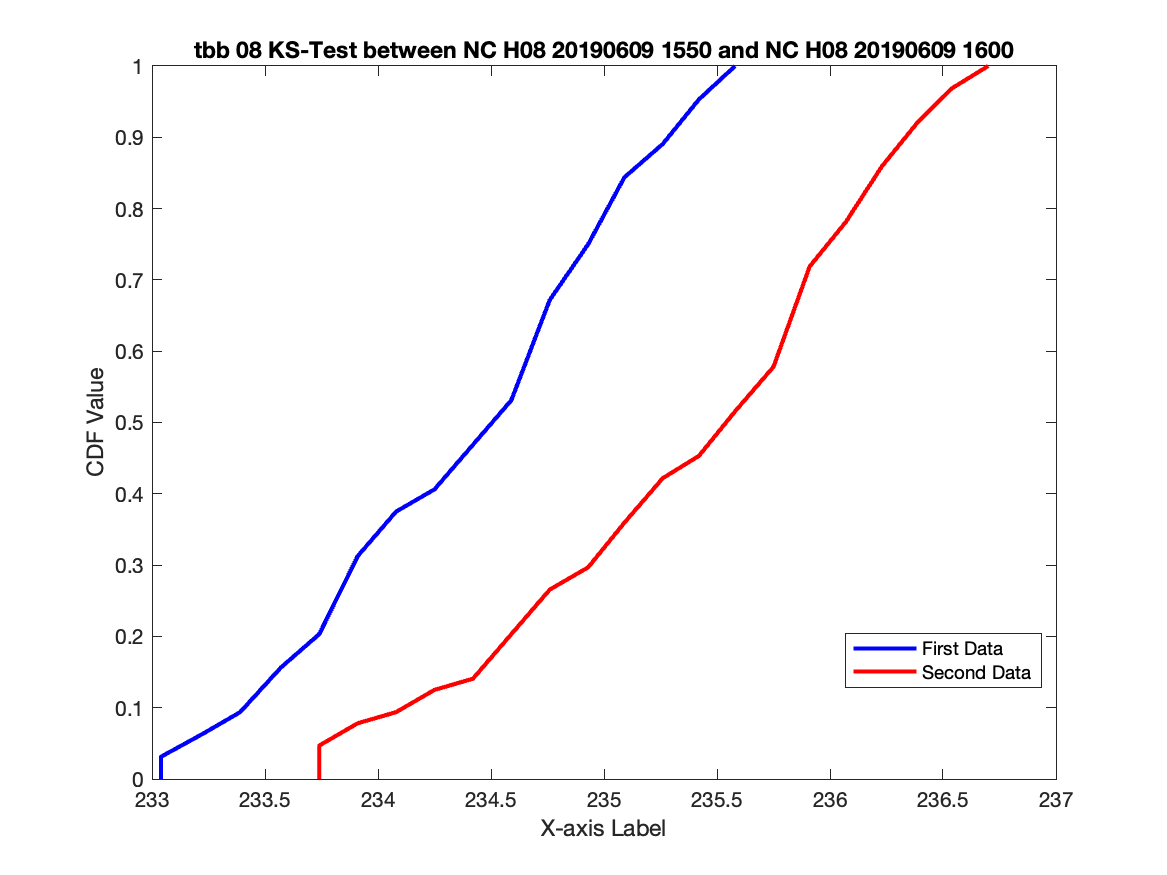 tbb 08 KS-Test between NC H08 20190609 1550 and NC H08 20190609 1600
1
0.9
0.8
0.7
0.6
0.5
0.4
0.3
0.2
0.1
0
CDF Value
First Data
Second Data
233 233.5 234 234.5 235 235.5 236 236.5 237
X-axis Label